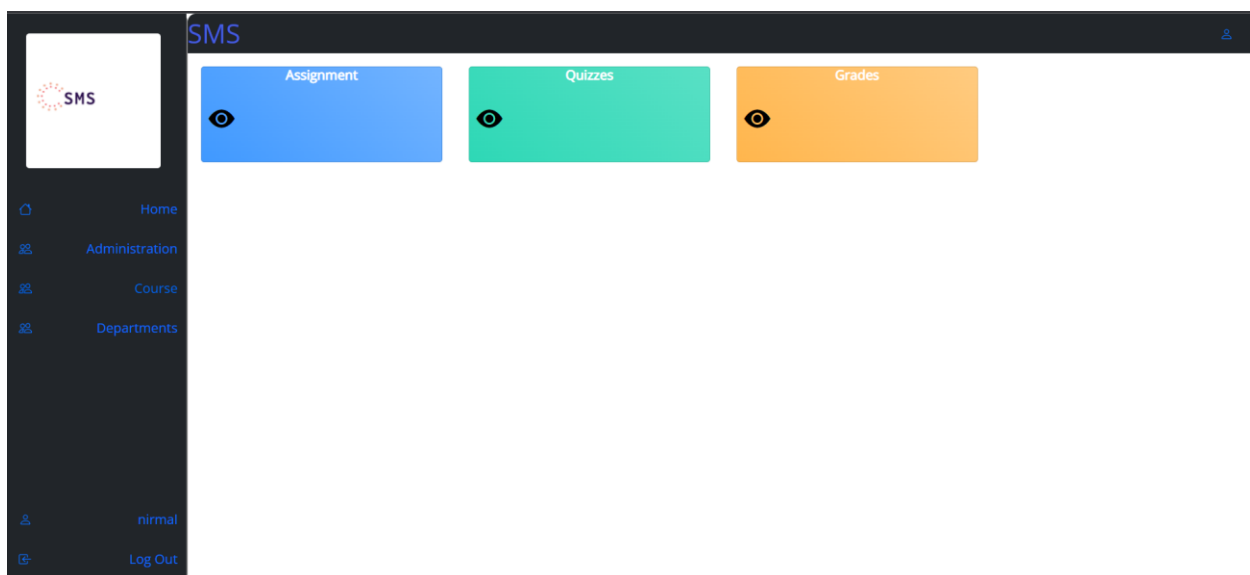 SMS
Home
Administration
Course
Departments
nirmal
Log Out
SMS
Assignment
Quizzes
Grades